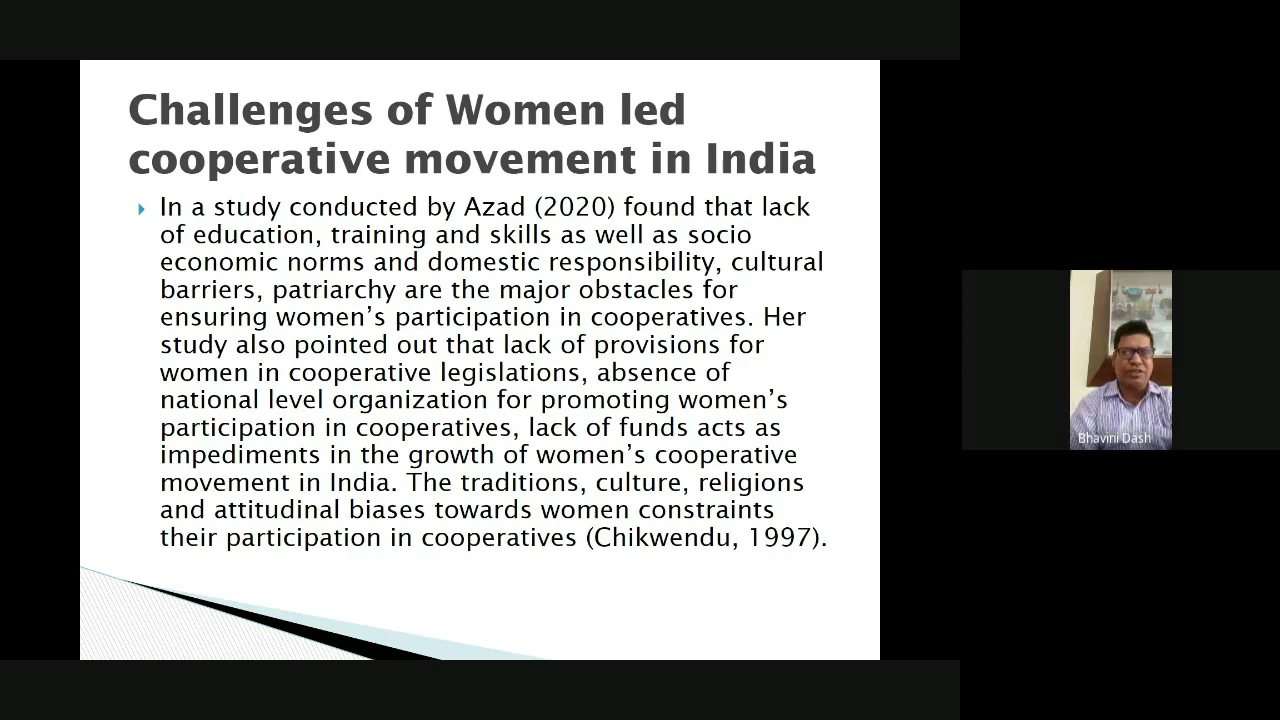 Challenges of Women led
cooperative movement in India
In a study conducted by Azad (2020) found that lack
of education, training and skills as well as socio
economic norms and domestic responsibility, cultural
barriers, patriarchy are the major obstacles for
ensuring women’s participation in cooperatives. Her
study also pointed out that lack of provisions for
women in cooperative legislations, absence of
national level organization for promoting women’s
participation in cooperatives, lack of funds acts as
impediments in the growth of women’s cooperative
movement in India. The traditions, culture, religions
and attitudinal biases towards women constraints
their participation in cooperatives (Chikwendu, 1997).
Bhavini Dash